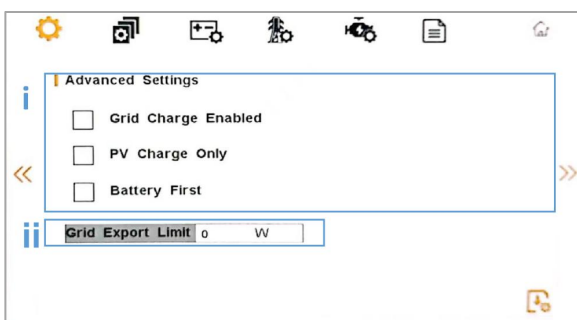 i
Advanced Settings
Grid Charge Enabled
PV Charge Only
Battery First
ii
Grid Export Limit 0 W